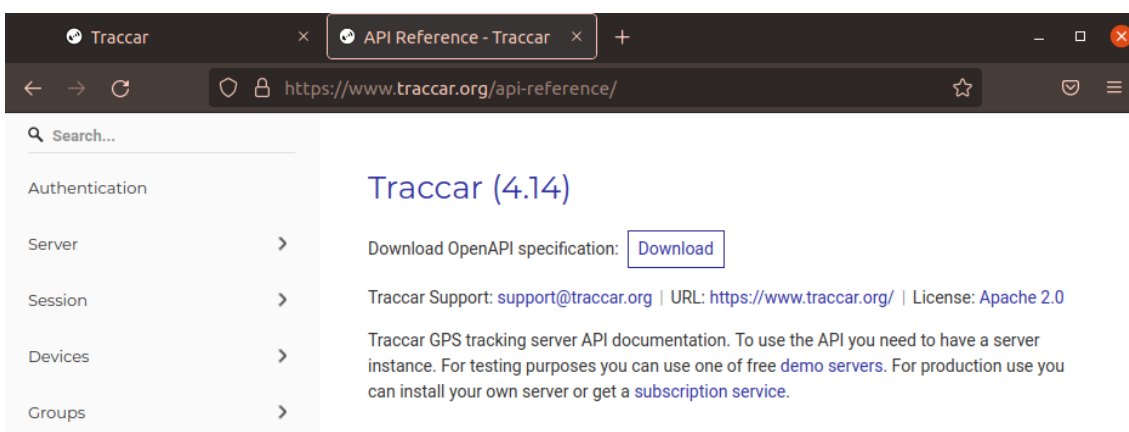 Traccar
API Reference - Traccar
https://www.traccar.org/api-reference/
Search...
Authentication
Server
Session
Devices
Groups
Traccar (4.14)
Download OpenAPI specification: Download
Traccar Support: support@traccar.org | URL: https://www.traccar.org/ | License: Apache 2.0
Traccar GPS tracking server API documentation. To use the API you need to have a server
instance. For testing purposes you can use one of free demo servers. For production use you
can install your own server or get a subscription service.